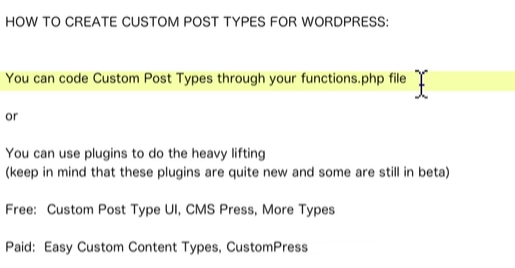 HOW TO CREATE CUSTOM POST TYPES FOR WORDPRESS:
You can code Custom Post Types through your functions.php file
or
You can use plugins to do the heavy lifting
(keep in mind that these plugins are quite new and some are still in beta)
Free: Custom Post Type UI, CMS Press, More Types
Paid: Easy Custom Content Types, CustomPress